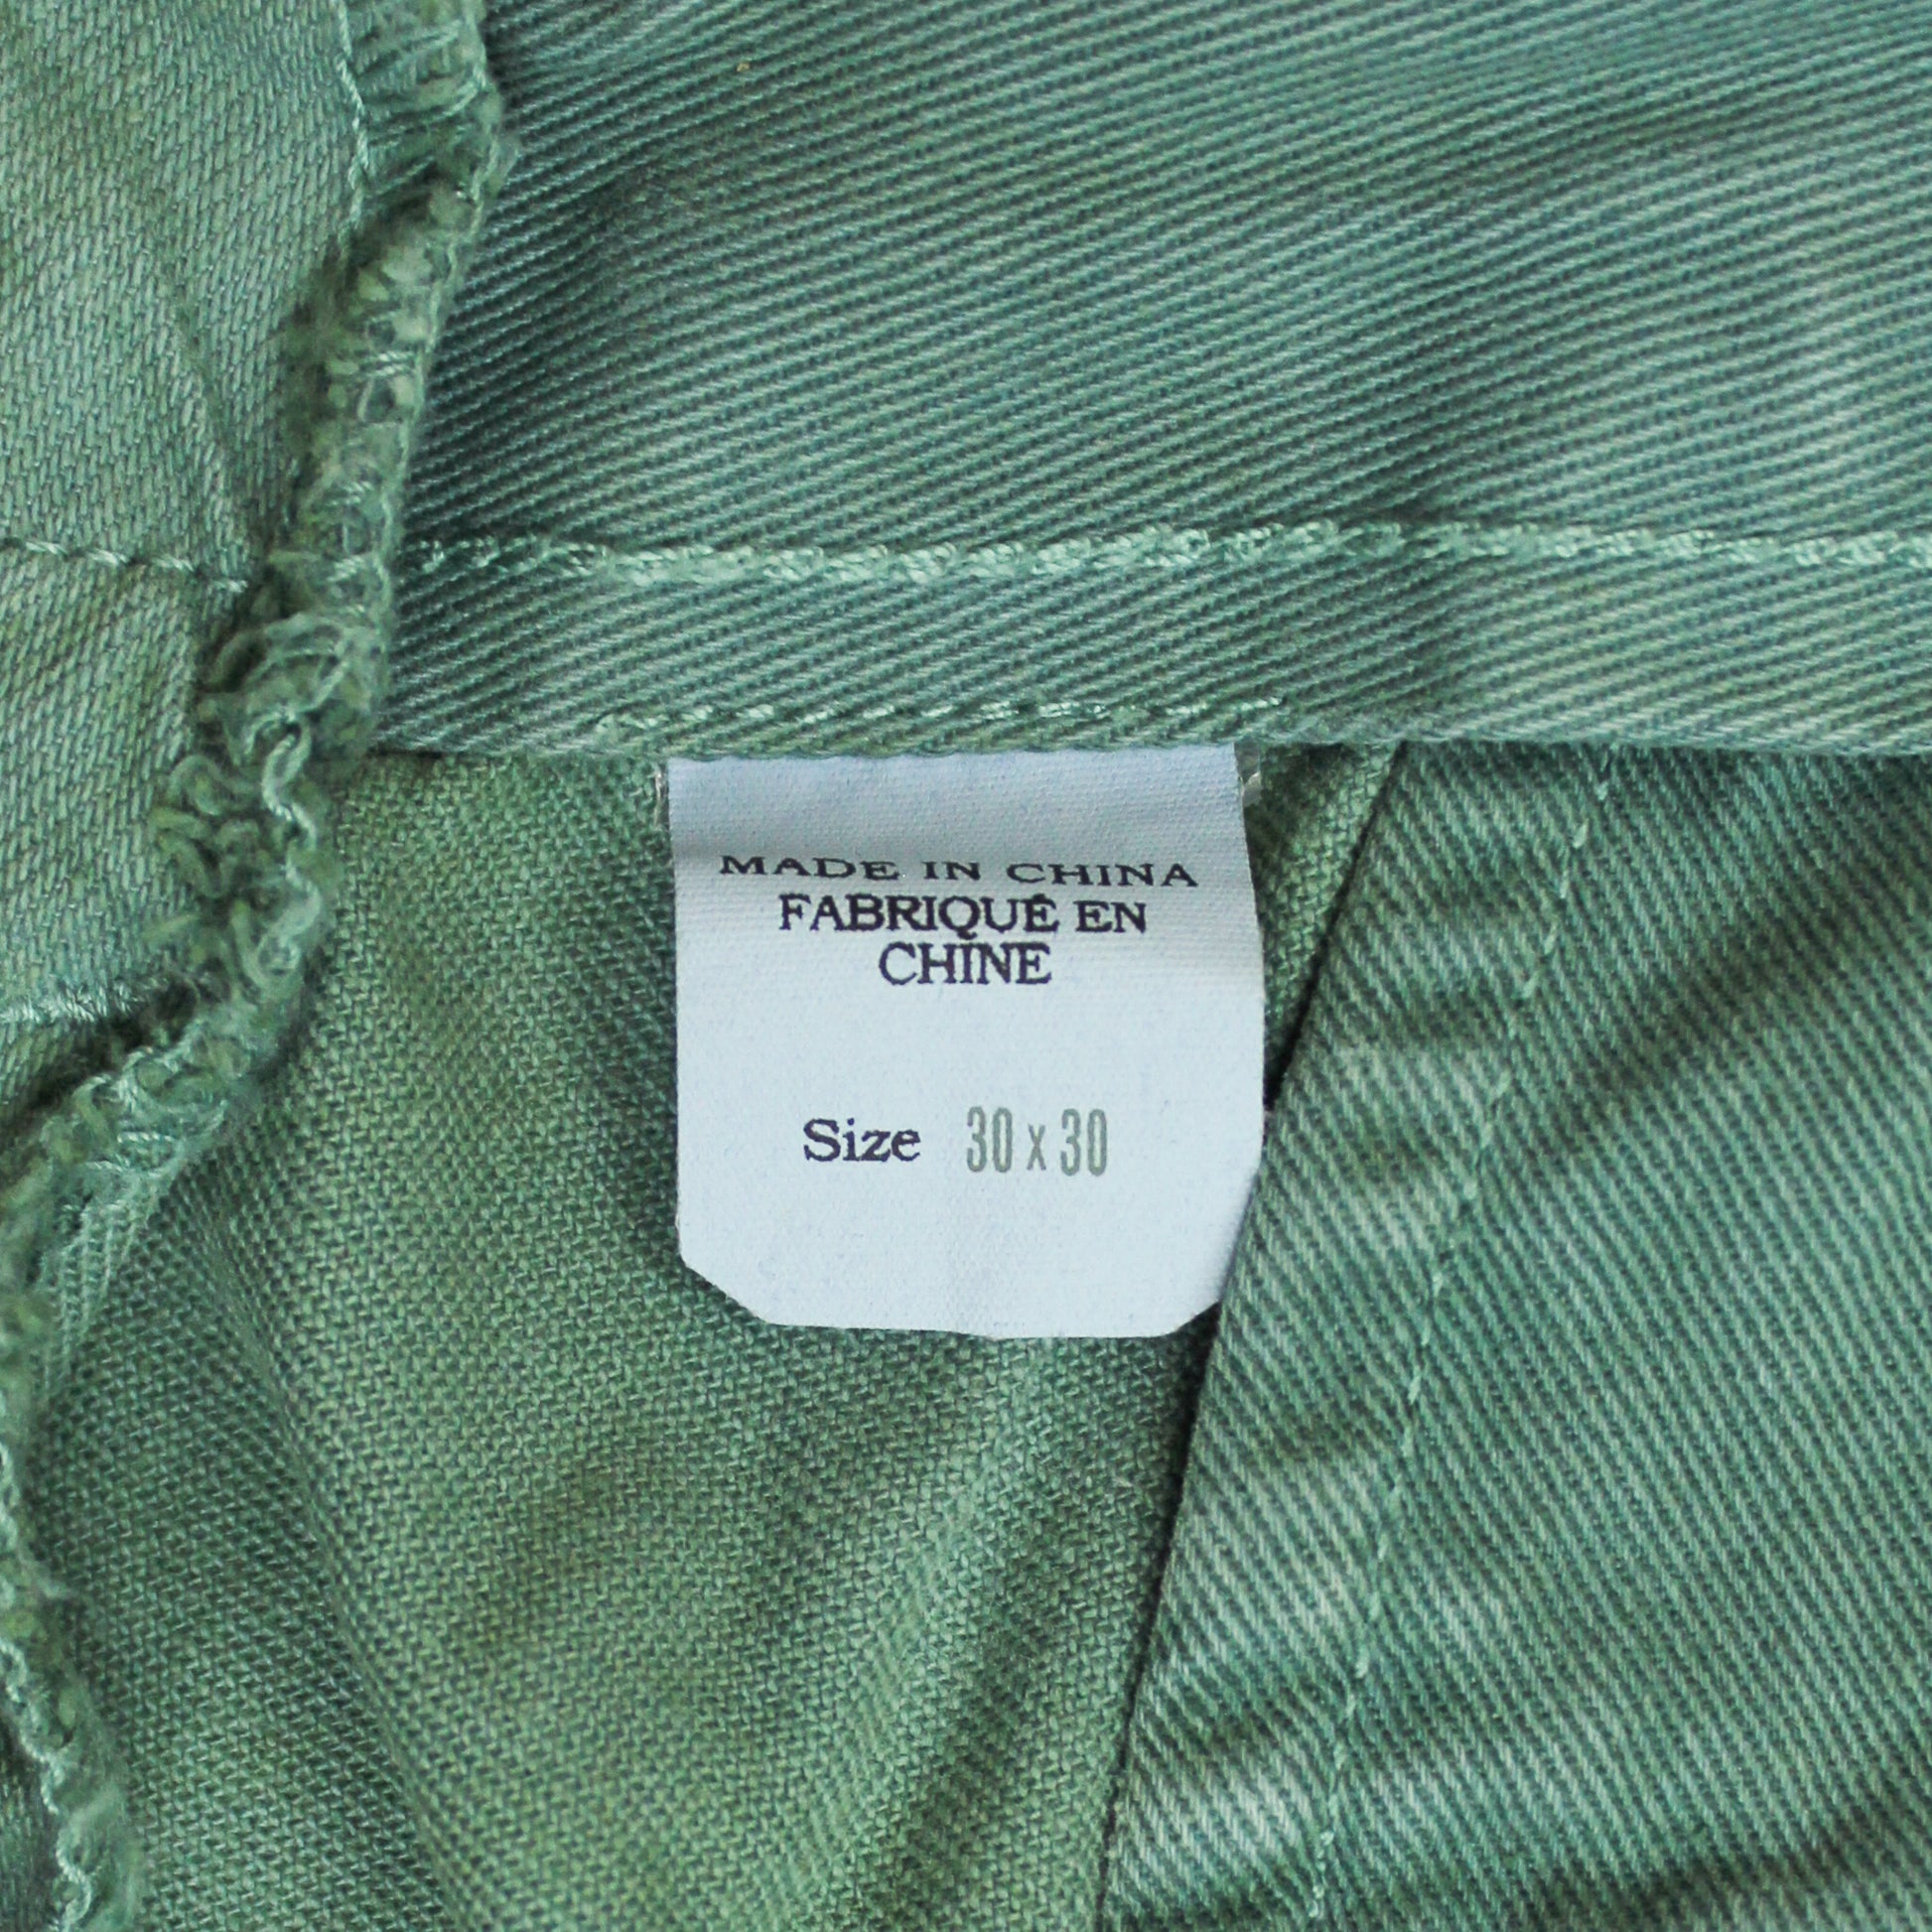 MADE IN CHINA
FABRIQUÉ EN
CHINE
Size 30 x 30